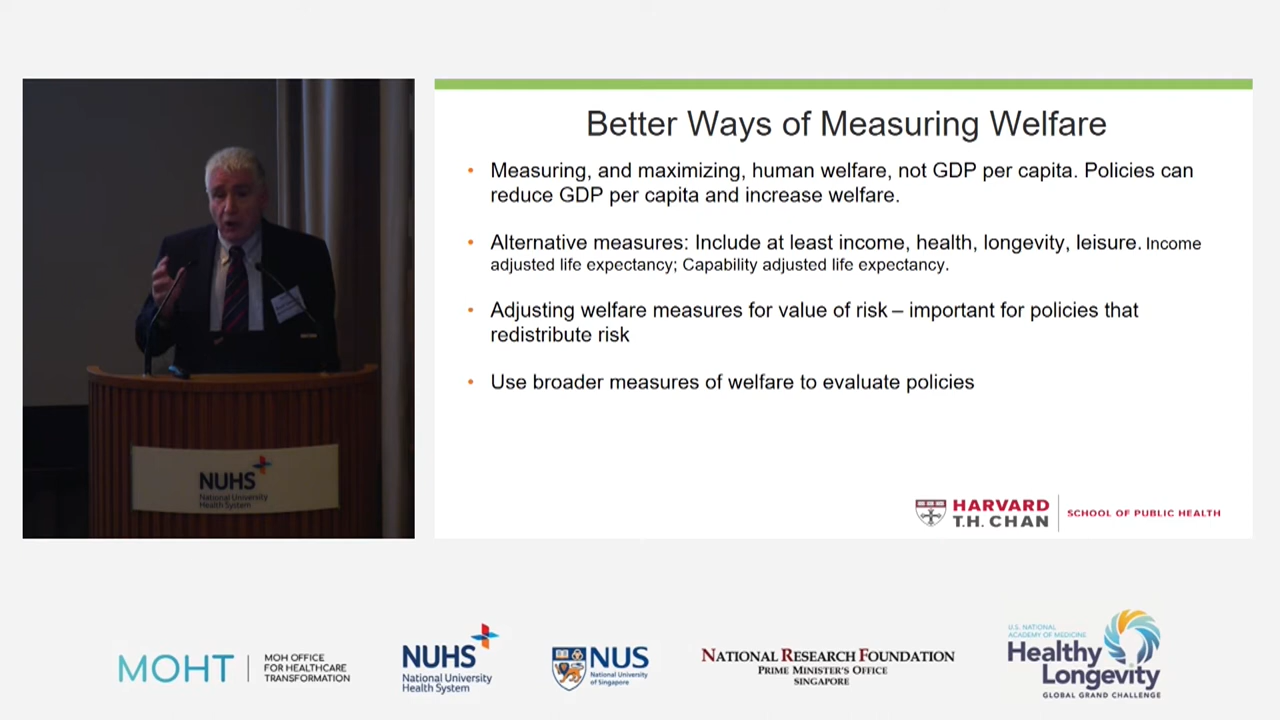 Better Ways of Measuring Welfare
• Measuring, and maximizing, human welfare, not GDP per capita. Policies can
reduce GDP per capita and increase welfare.
• Alternative measures: Include at least income, health, longevity, leisure. Income
adjusted life expectancy; Capability adjusted life expectancy.
• Adjusting welfare measures for value of risk – important for policies that
redistribute risk
• Use broader measures of welfare to evaluate policies
HARVARD
T.H. CHAN
SCHOOL OF PUBLIC HEALTH
NUHS
National University
Health System
MOHT
MOH OFFICE
FOR HEALTHCARE
TRANSFORMATION
NUHS
National University
Health System
NUS
National University
of Singapore
NATIONAL RESEARCH FOUNDATION
PRIME MINISTER'S OFFICE
SINGAPORE
U.S. NATIONAL
ACADEMY OF MEDICINE
Healthy
Longevity
GLOBAL GRAND CHALLENGE